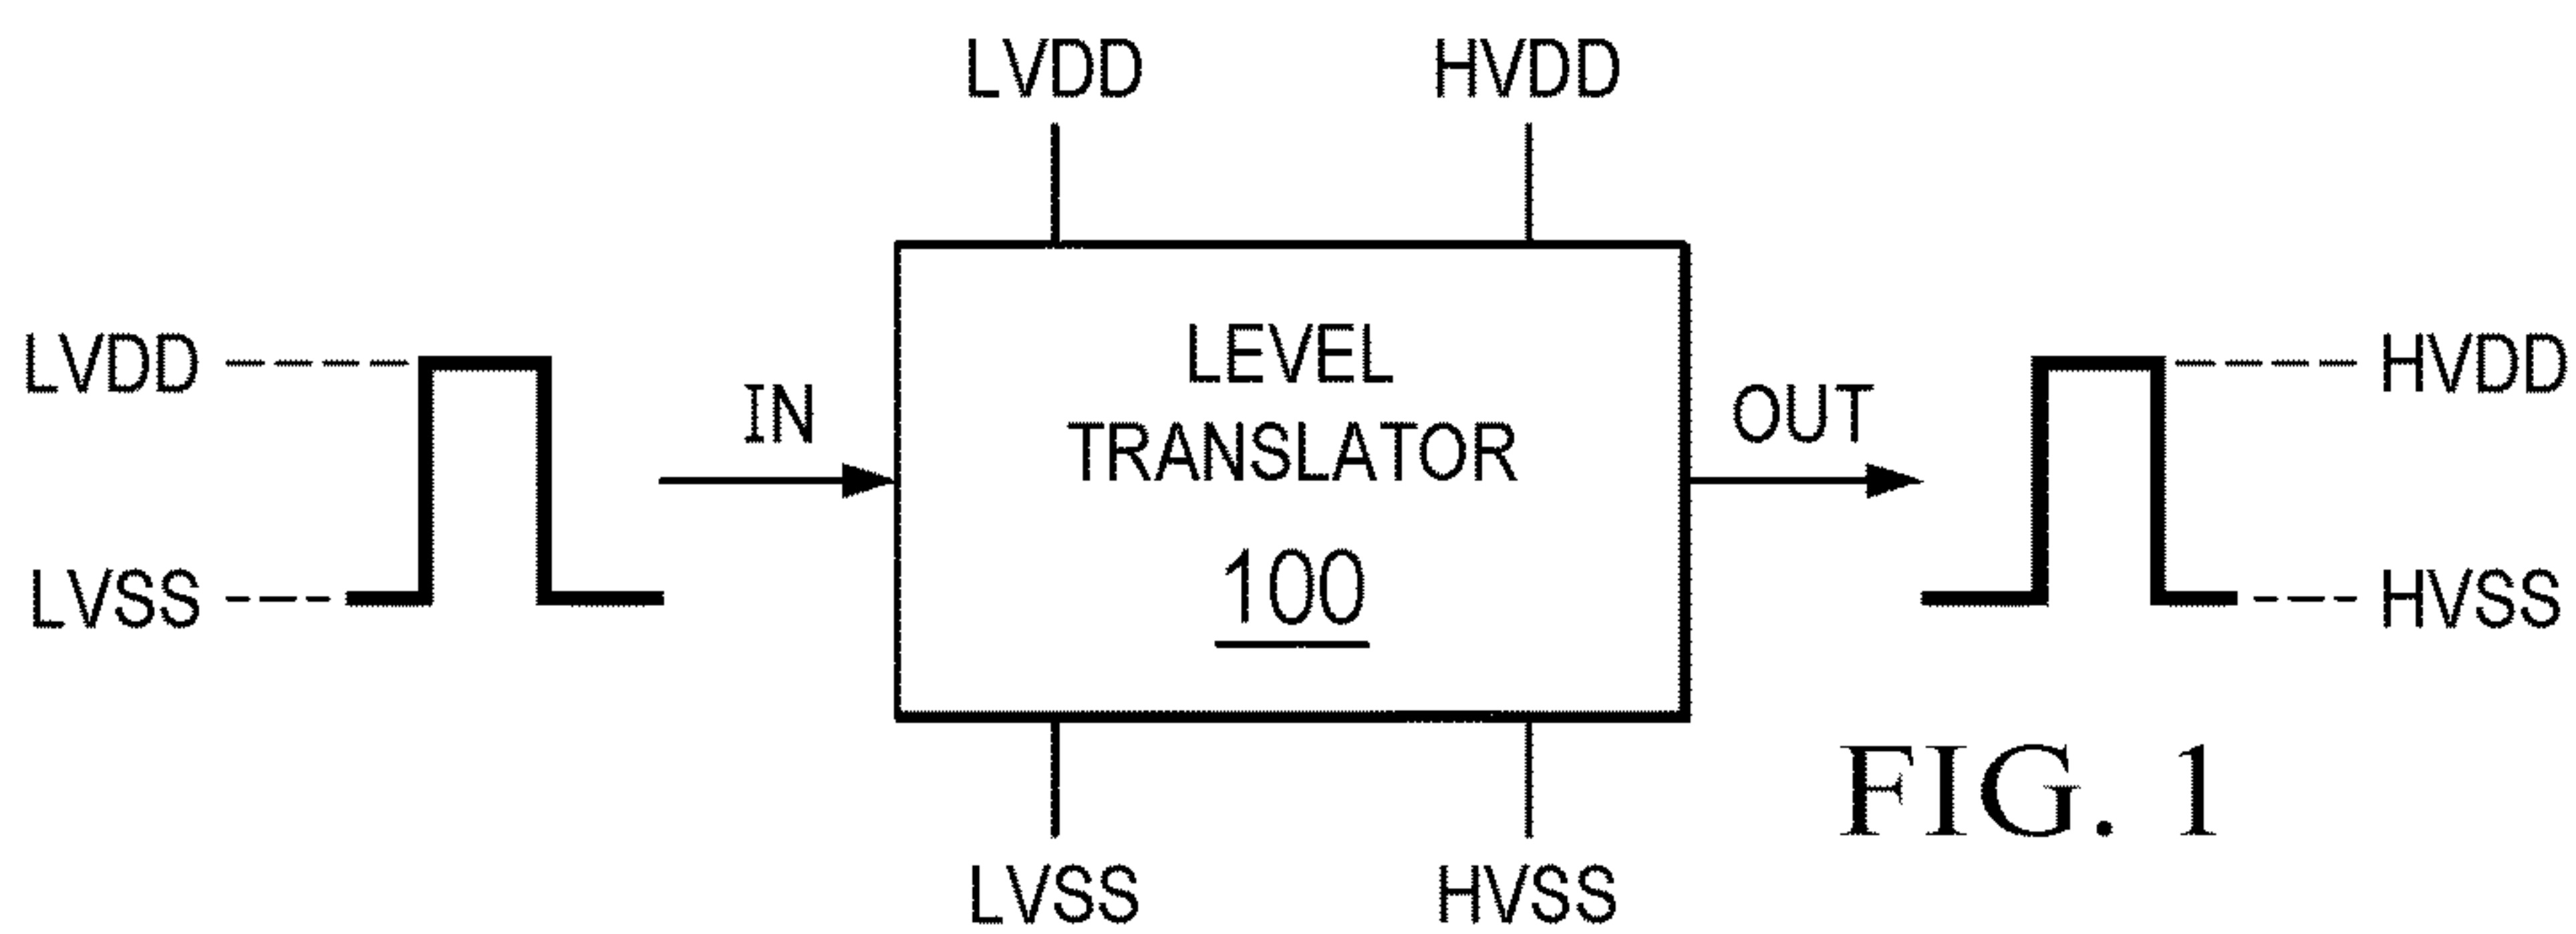 LVDD HVDD
LVDD HVDD
IN LEVEL OUT
TRANSLATOR
100
LVSS HVSS
LVSS HVSS
FIG. 1